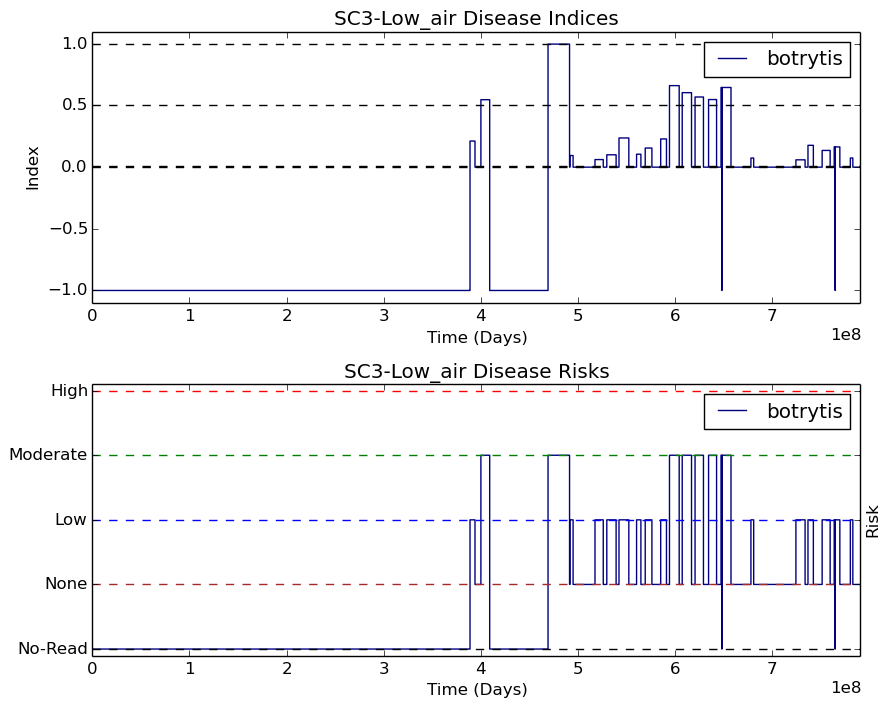 SC3-Low_air Disease Indices
1.0
0.5
0.0
−0.5
−1.0
Index
botrytis
0 1 2 3 4 5 6 7
1e8
Time (Days)
SC3-Low_air Disease Risks
High
Moderate
Low
None
No-Read
botrytis
Risk
0 1 2 3 4 5 6 7
1e8
Time (Days)